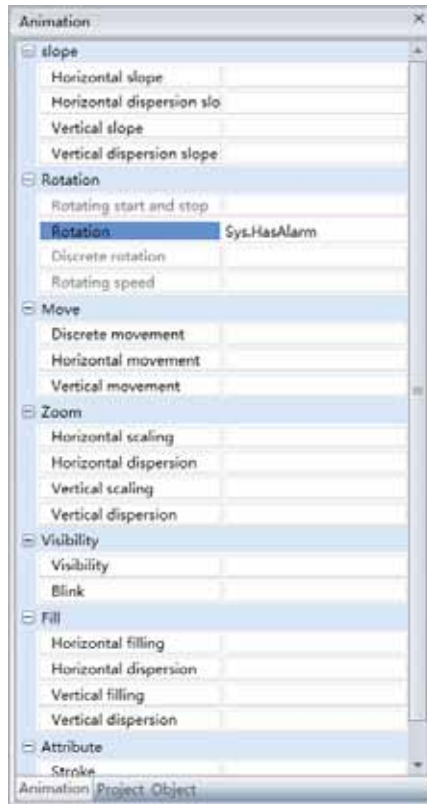 Animation
slope
Horizontal slope
Horizontal dispersion slo
Vertical slope
Vertical dispersion slope
Rotation
Rotating start and stop
Rotation Sys.HasAlarm
Discrete rotation
Rotating speed
Move
Discrete movement
Horizontal movement
Vertical movement
Zoom
Horizontal scaling
Horizontal dispersion
Vertical scaling
Vertical dispersion
Visibility
Visibility
Blink
Fill
Horizontal filling
Horizontal dispersion
Vertical filling
Vertical dispersion
Attribute
Stroke
Animation Project Object